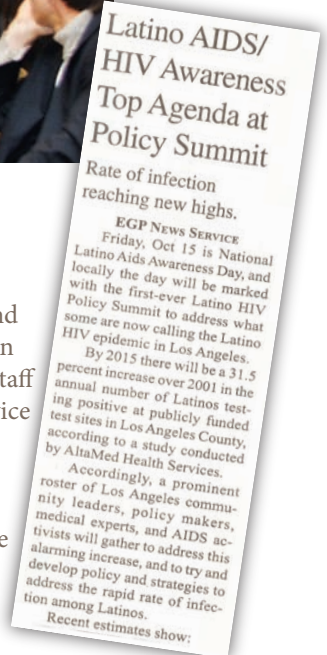 Latino AIDS/
HIV Awareness
Top Agenda at
Policy Summit
Rate of infection
reaching new highs.
EGP NEWS SERVICE
Friday, Oct 15 is National
Latino Aids Awareness Day, and
locally the day will be marked
with the first-ever Latino HIV
Policy Summit to address what
some are now calling the Latino
HIV epidemic in Los Angeles.
By 2015 there will be a 31.5
percent increase over 2001 in the
annual number of Latinos test-
ing positive at publicly funded
test sites in Los Angeles County,
according to a study conducted
by AltaMed Health Services.
Accordingly, a prominent
roster of Los Angeles commu-
nity leaders, policy makers,
medical experts, and AIDS ac-
tivists will gather to address this
alarming increase, and to try and
develop policy and strategies to
address the rapid rate of infec-
tion among Latinos.
Recent estimates show: